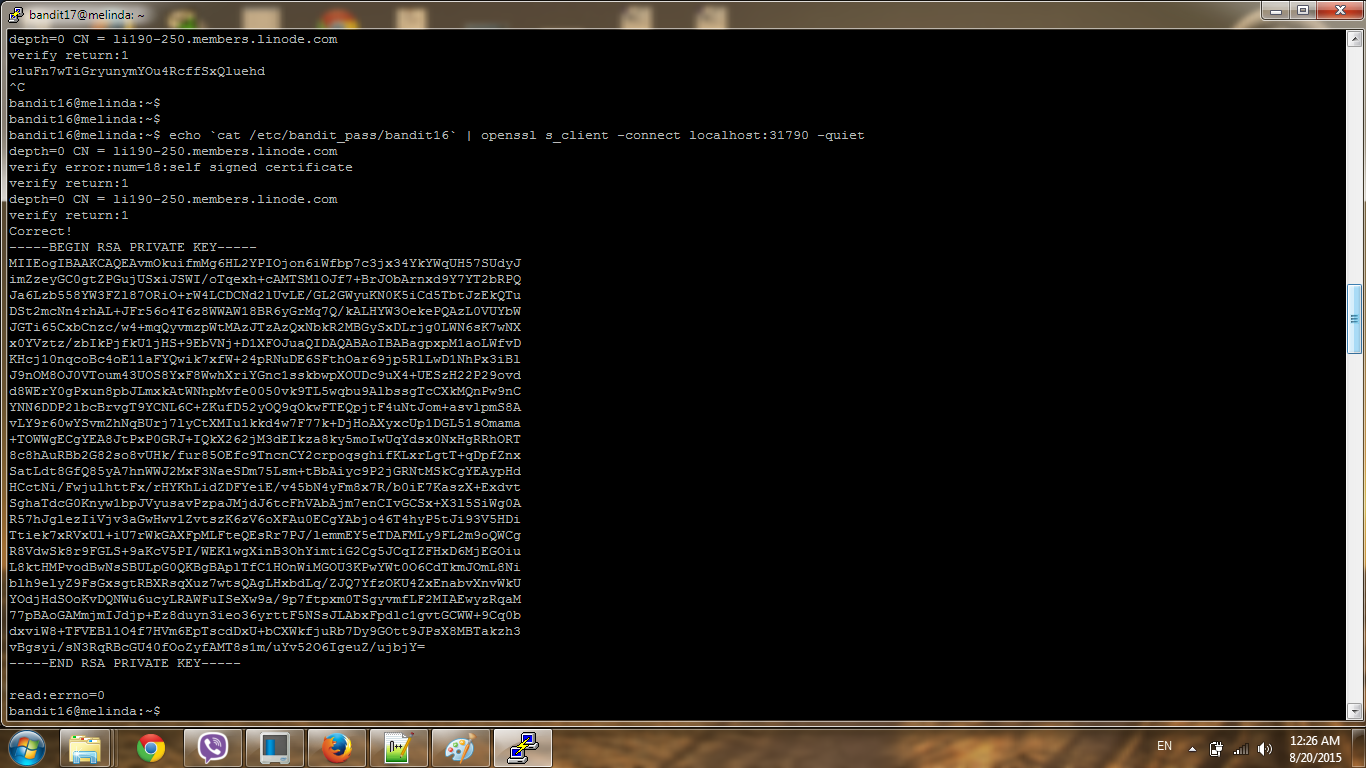 bandit17@melinda: ~
depth=0 CN = li190-250.members.linode.com
verify return:1
cluFn7wTiGryunymYOu4RcffSxQluehd
^C
bandit16@melinda:~$
bandit16@melinda:~$
bandit16@melinda:~$ echo `cat /etc/bandit_pass/bandit16` | openssl s_client -connect localhost:31790 -quiet
depth=0 CN = li190-250.members.linode.com
verify error:num=18:self signed certificate
verify return:1
depth=0 CN = li190-250.members.linode.com
verify return:1
Correct!
-----BEGIN RSA PRIVATE KEY-----
MIIEogIBAAKCAQEAvmOkuifmMg6HL2YPIOjon6iWfbp7c3jx34YkYWqUH57SUdyJ
imZzeyGC0gtZPGujUSxiJSWI/oTqexh+cAMTSMlOJf7+BrJObArnxd9Y7YT2bRPQ
Ja6Lzb558YW3FZl87ORiO+rW4LCDCNd2lUvLE/GL2GWyuKN0K5iCd5TbtJzEkQTu
DSt2mcNn4rhAL+JFr56o4T6z8WWAW18BR6yGrMq7Q/kALHYW3OekePQAzL0VUYbW
JGTi65CxbCnzc/w4+mqQyvmzpWtMAzJTzAzQxNbkR2MBGySxDLrjg0LWN6sK7wNX
x0YVztz/zbIkPjfkU1jHS+9EbVNj+D1XFOJuaQIDAQABAoIBABagpxpM1aoLWfvD
KHcj10nqcoBc4oE11aFYQwik7xfW+24pRNuDE6SFthOar69jp5RlLwD1NhPx3iBl
J9nOM8OJ0VToum43UOS8YxF8WwhXriYGnc1sskbwpXOUDc9uX4+UESzH22P29ovd
d8WErY0gPxun8pbJLmxkAtWNhpMvfe0050vk9TL5wqbu9AlbssgTcCXkMQnPw9nC
YNN6DDP2lbcBrvgT9YCNL6C+ZKufD52yOQ9qOkwFTEQpjtF4uNtJom+asvlpmS8A
vLY9r60wYSvmZhNqBUrj7lyCtXMIu1kkd4w7F77k+DjHoAXyxcUp1DGL51sOmama
+TOWWgECgYEA8JtPxP0GRJ+IQkX262jM3dEIkza8ky5moIwUqYdsx0NxHgRRhORT
8c8hAuRBb2G82so8vUHk/fur85OEfc9TncnCY2crpoqsghifKLxrLgtT+qDpfZnx
SatLdt8GfQ85yA7hnWWJ2MxF3NaeSDm75Lsm+tBbAiyc9P2jGRNtMSkCgYEAypHd
HCctNi/FwjulhttFx/rHYKhLidZDFYeiE/v45bN4yFm8x7R/b0iE7KaszX+Exdvt
SghaTdcG0Knyw1bpJVyusavPzpaJMjdJ6tcFhVAbAjm7enCIvGCSx+X3l5SiWg0A
R57hJglezIiVjv3aGwHwvlZvtszK6zV6oXFAu0ECgYAbjo46T4hyP5tJi93V5HDi
Ttiek7xRVxUl+iU7rWkGAXFpMLFteQEsRr7PJ/lemmEY5eTDAFMLy9FL2m9oQWCg
R8VdwSk8r9FGLS+9aKcV5PI/WEKlwgXinB3OhYimtiG2Cg5JCqIZFHxD6MjEGOiu
L8ktHMPvodBwNsSBULpG0QKBgBAplTfC1HOnWiMGOU3KPwYWt0O6CdTkmJOmL8Ni
blh9elyZ9FsGxsgtRBXRsqXuz7wtsQAgLHxbdLq/ZJQ7YfzOKU4ZxEnabvXnvWkU
YOdjHdSOoKvDQNWu6ucyLRAWFuISeXw9a/9p7ftpxm0TSgyvmfLF2MIAEwyzRqaM
77pBAoGAMmjmIJdjp+Ez8duyn3ieo36yrttF5NSsJLAbxFpdlc1gvtGCWW+9Cq0b
dxviW8+TFVEBl1O4f7HVm6EpTscdDxU+bCXWkfjuRb7Dy9GOtt9JPsX8MBTakzh3
vBgsyi/sN3RqRBcGU40fOoZyfAMT8s1m/uYv52O6IgeuZ/ujbjY=
-----END RSA PRIVATE KEY-----
read:errno=0
bandit16@melinda:~$
EN
12:26 AM
8/20/2015